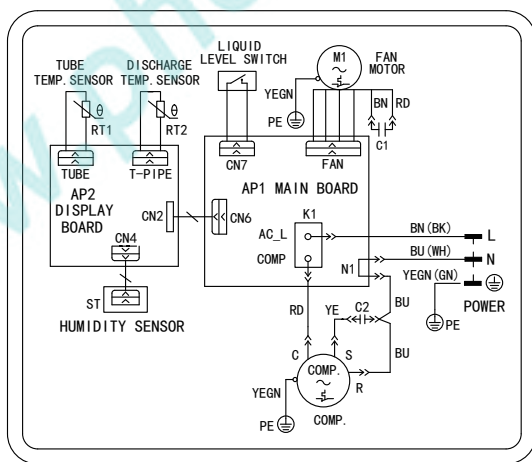 TUBE
TEMP. SENSOR
DISCHARGE
TEMP. SENSOR
LIQUID
LEVEL SWITCH
M1
FAN
MOTOR
YEGN
PE
BN
RD
C1
θ
RT1
θ
RT2
TUBE
T-PIPE
CN7
FAN
AP2
DISPLAY
BOARD
CN2
CN6
CN4
AP1 MAIN BOARD
K1
AC_L
COMP
N1
BN(BK)
L
BU(WH)
N
YEGN(GN)
PE
POWER
ST
HUMIDITY SENSOR
RD
YE
C2
BU
BU
C
S
R
COMP.
YEGN
PE
COMP.